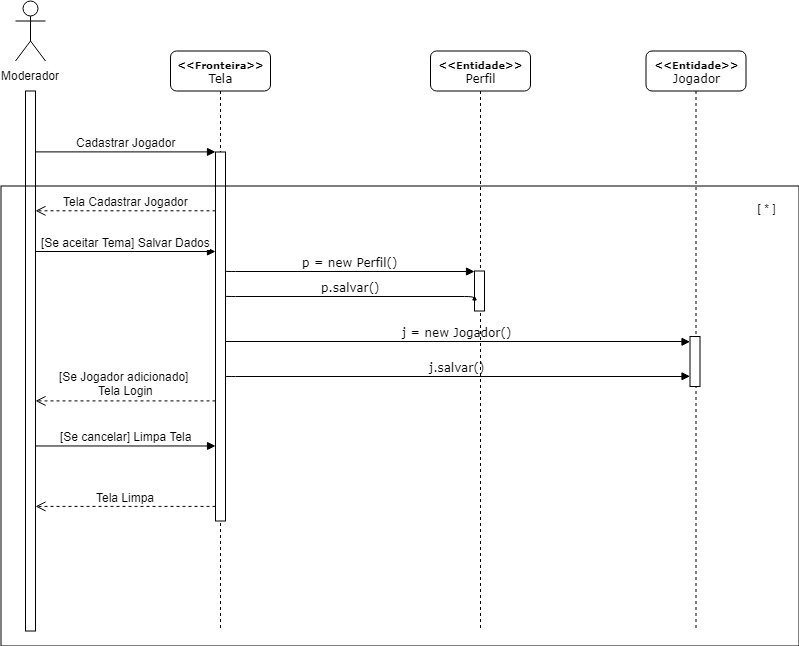 Moderador
<<Fronteira>>
Tela
<<Entidade>>
Perfil
<<Entidade>>
Jogador
Cadastrar Jogador
Tela Cadastrar Jogador
[ * ]
[Se aceitar Tema] Salvar Dados
p = new Perfil()
p.salvar()
j = new Jogador()
j.salvar()
[Se Jogador adicionado]
Tela Login
[Se cancelar] Limpa Tela
Tela Limpa